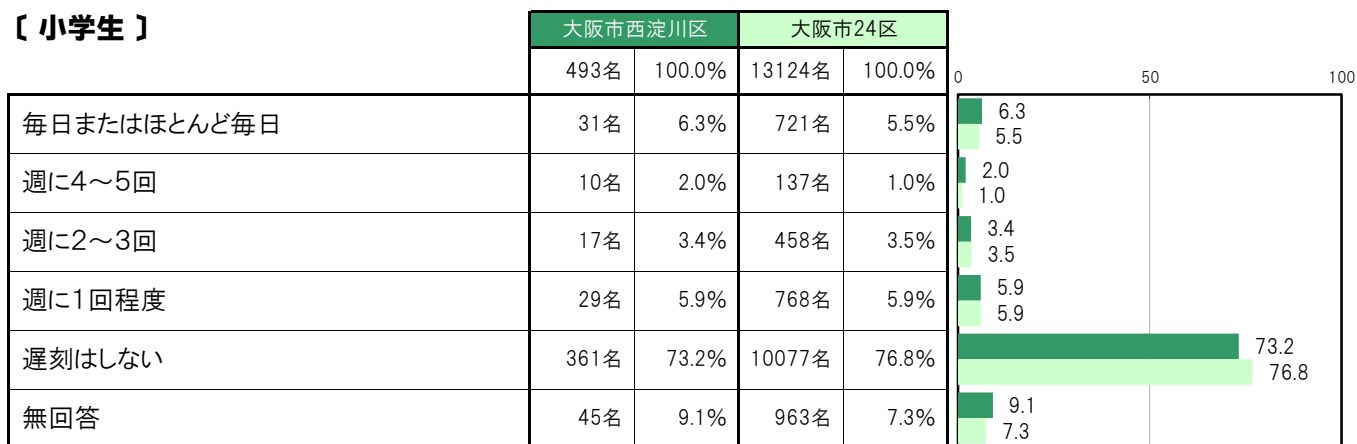 〔 小学生 〕
大阪市西淀川区 大阪市24区
493名 100.0% 13124名 100.0% 0 50 100
毎日またはほとんど毎日 31名 6.3% 721名 5.5% 6.3
5.5
週に4～5回 10名 2.0% 137名 1.0% 2.0
1.0
週に2～3回 17名 3.4% 458名 3.5% 3.4
3.5
週に1回程度 29名 5.9% 768名 5.9% 5.9
5.9
遅刻はしない 361名 73.2% 10077名 76.8% 73.2
76.8
無回答 45名 9.1% 963名 7.3% 9.1
7.3